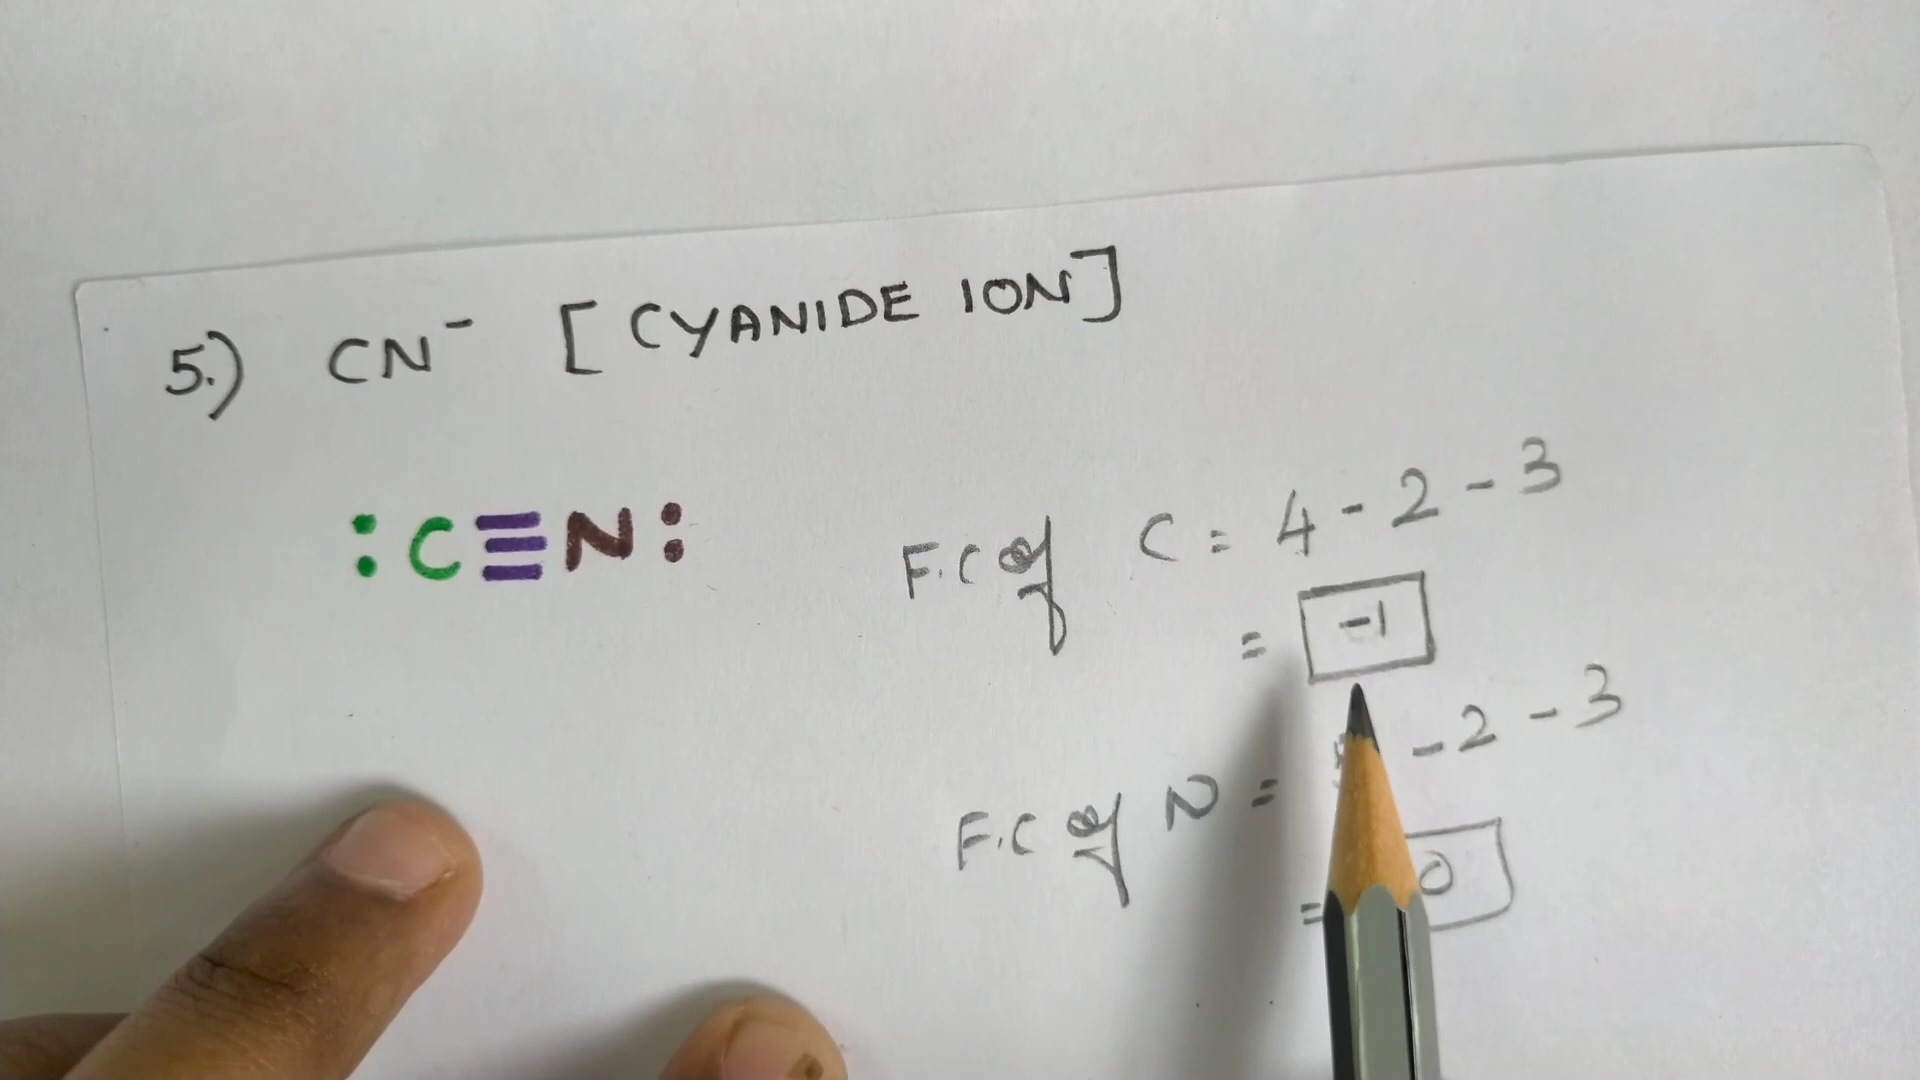 5.) CN⁻ [CYANIDE ION]
:C≡N:
F.C of C = 4 - 2 - 3
= -1
F.C of N = - 2 - 3
= 0